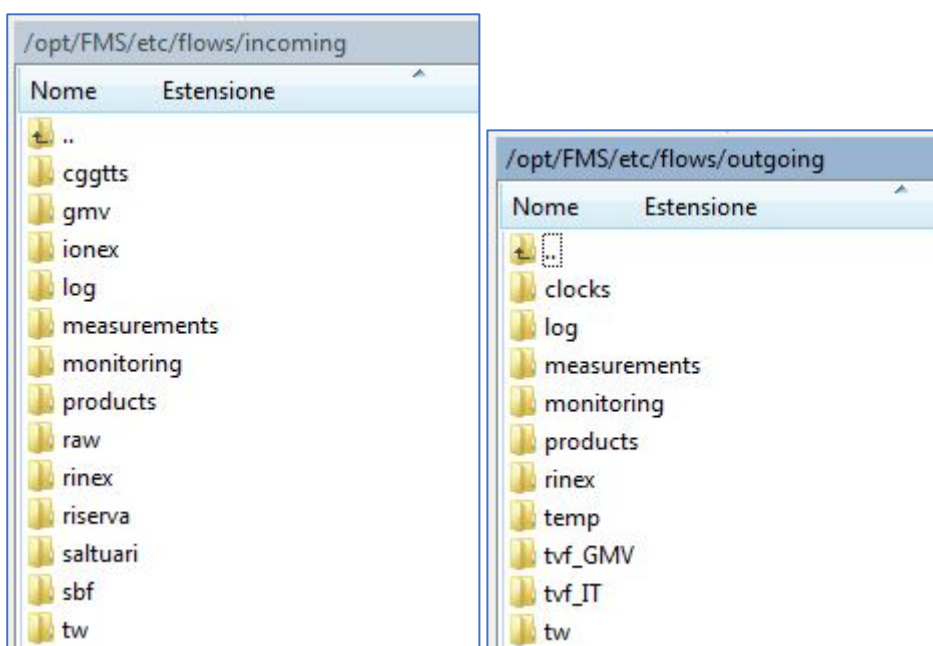 /opt/FMS/etc/flows/incoming
Nome Estensione
..
cggtts
gmv
ionex
log
measurements
monitoring
products
raw
rinex
riserva
saltuari
sbf
tw
/opt/FMS/etc/flows/outgoing
Nome Estensione
..
clocks
log
measurements
monitoring
products
rinex
temp
tvf_GMV
tvf_IT
tw